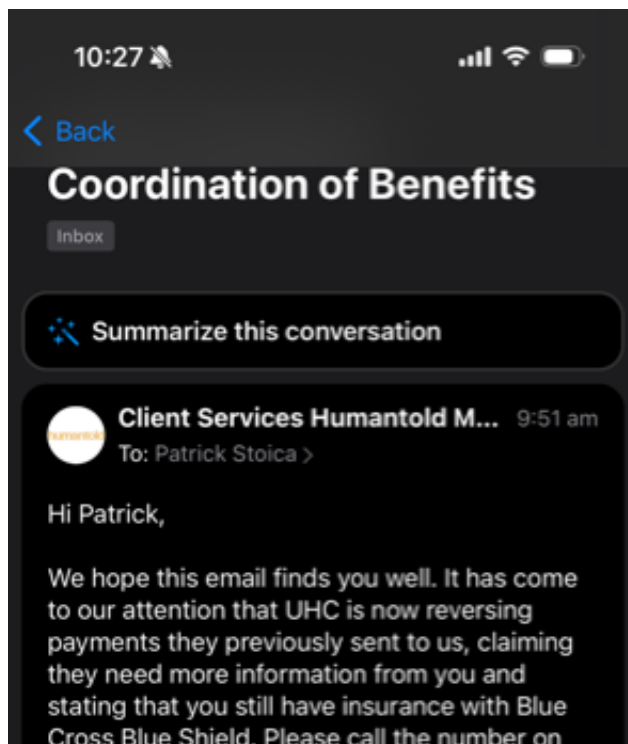 10:27
Back
Coordination of Benefits
Inbox
Summarize this conversation
humantold
Client Services Humantold M... 9:51 am
To: Patrick Stoica >
Hi Patrick,
We hope this email finds you well. It has come
to our attention that UHC is now reversing
payments they previously sent to us, claiming
they need more information from you and
stating that you still have insurance with Blue
Cross Blue Shield. Please call the number on